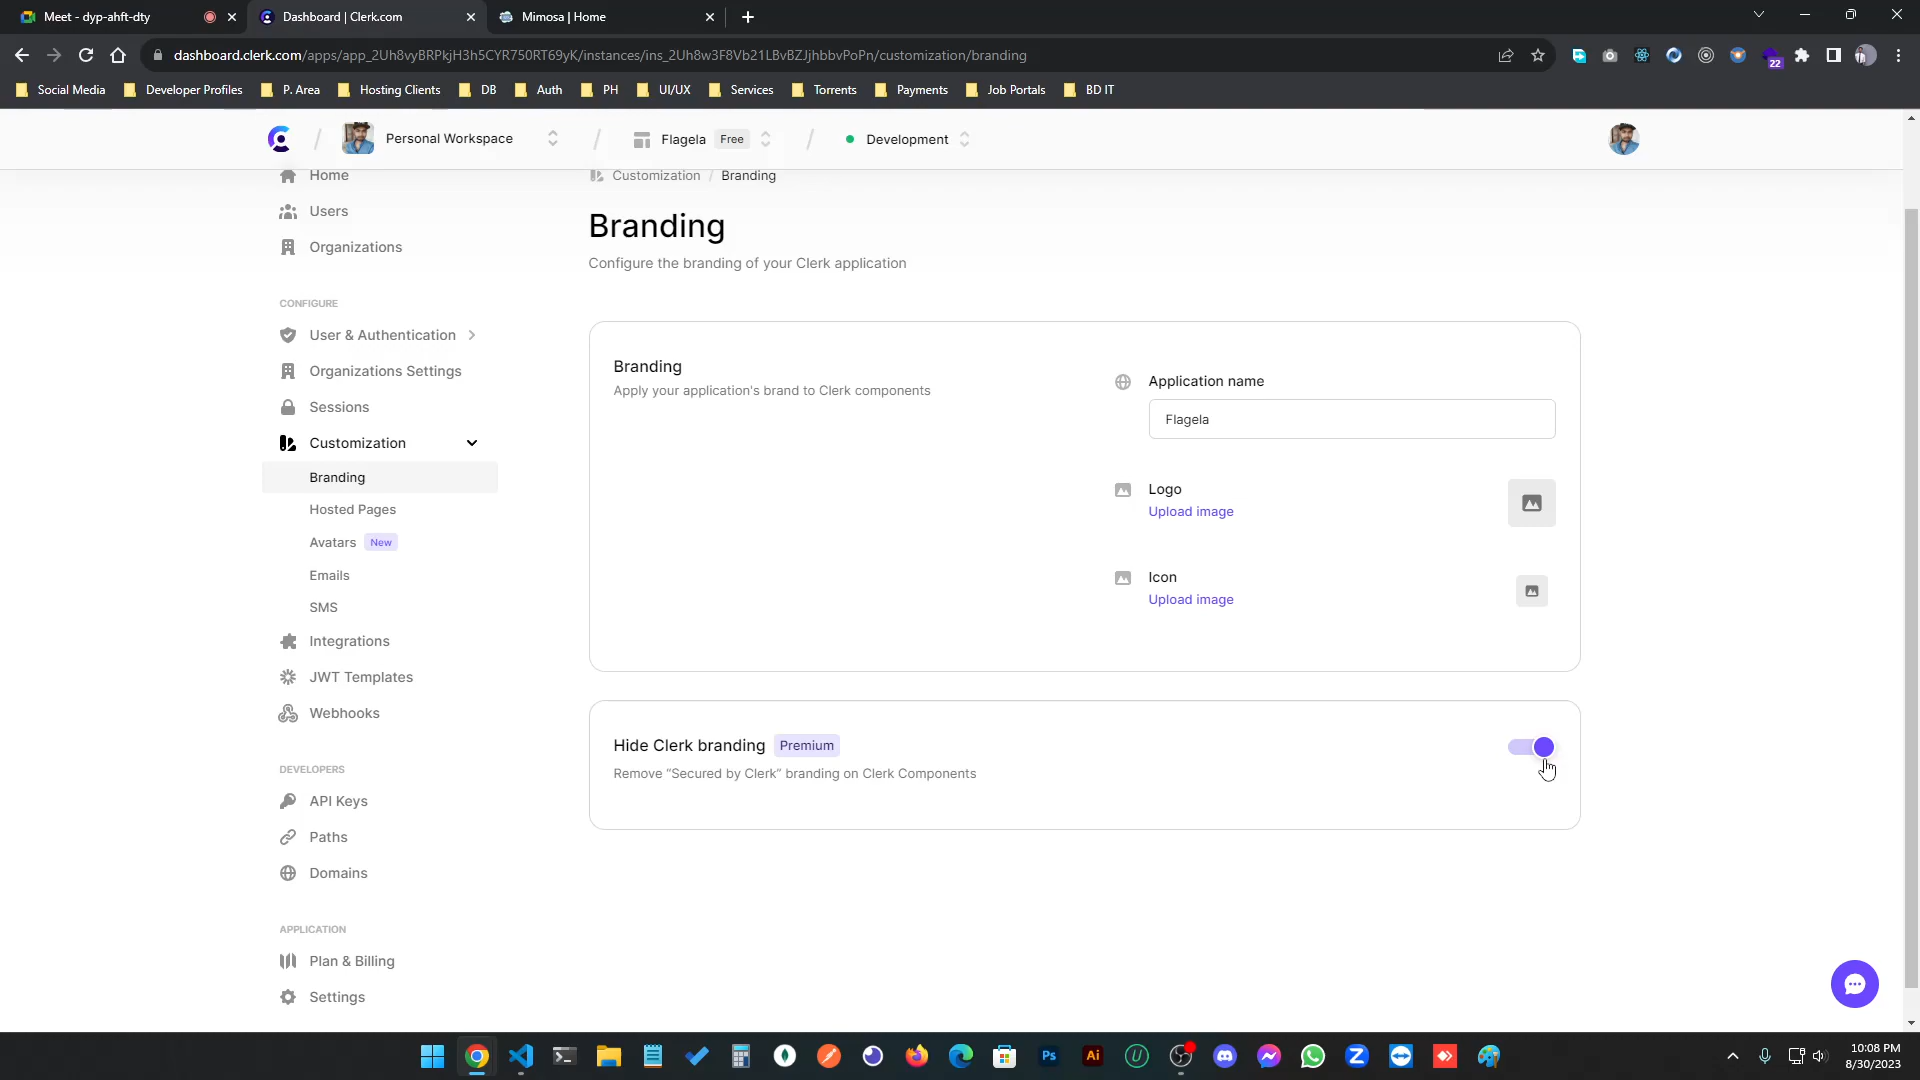 Meet - dyp-ahft-dty
Dashboard | Clerk.com
Mimosa | Home
dashboard.clerk.com/apps/app_2Uh8vyBRPkjH3h5CYR750RT69yK/instances/ins_2Uh8w3F8Vb21LBvBZJjhbbvPoPn/customization/branding
22
Social Media
Developer Profiles
P. Area
Hosting Clients
DB
Auth
PH
UI/UX
Services
Torrents
Payments
Job Portals
BD IT
Personal Workspace
Flagela
Free
Development
Home
Users
Organizations
CONFIGURE
User & Authentication
Organizations Settings
Sessions
Customization
Branding
Hosted Pages
Avatars New
Emails
SMS
Integrations
JWT Templates
Webhooks
DEVELOPERS
API Keys
Paths
Domains
APPLICATION
Plan & Billing
Settings
Customization / Branding
Branding
Configure the branding of your Clerk application
Branding
Apply your application's brand to Clerk components
Application name
Flagela
Logo
Upload image
Icon
Upload image
Hide Clerk branding Premium
Remove “Secured by Clerk” branding on Clerk Components
Ps
Ai
10:08 PM
8/30/2023